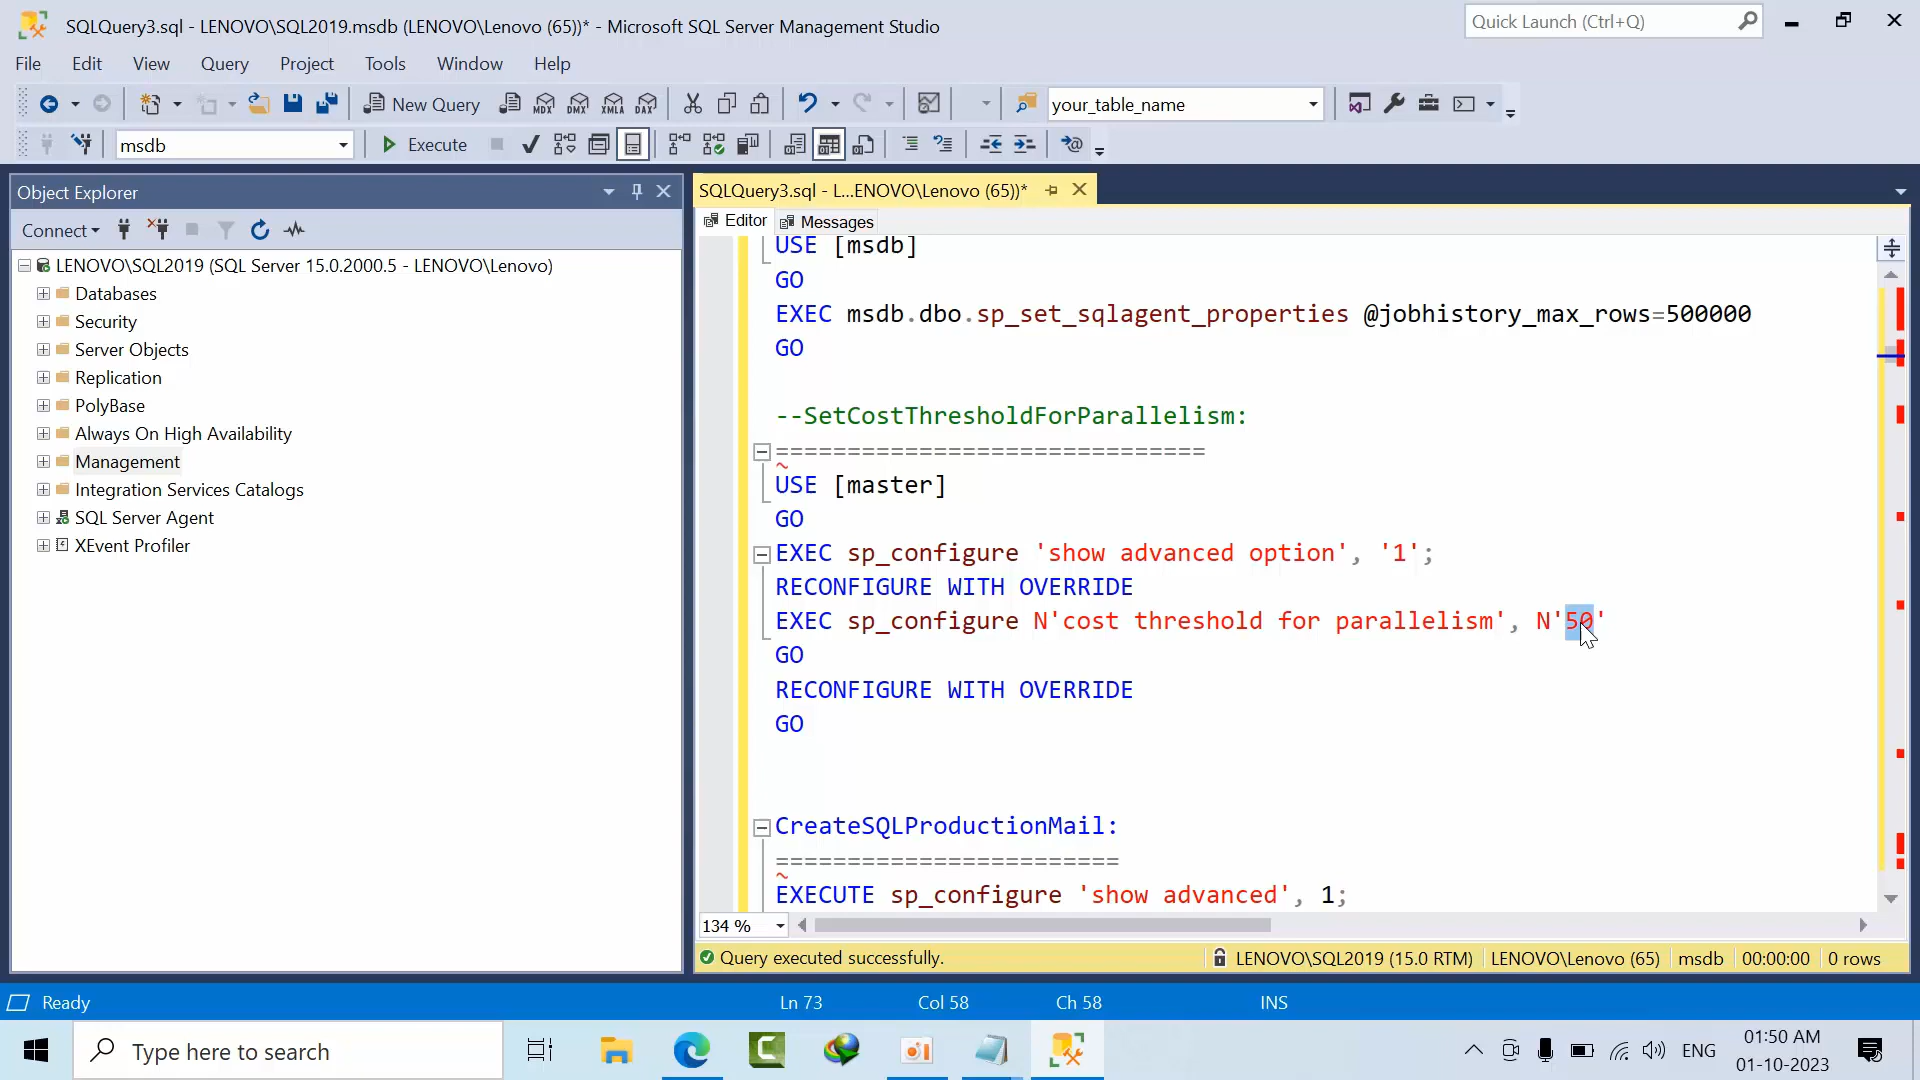 SQLQuery3.sql - LENOVO\SQL2019.msdb (LENOVO\Lenovo (65))* - Microsoft SQL Server Management Studio
Quick Launch (Ctrl+Q)
File Edit View Query Project Tools Window Help
New Query MDX DMX XMLA DAX your_table_name
msdb Execute
Object Explorer
Connect
LENOVO\SQL2019 (SQL Server 15.0.2000.5 - LENOVO\Lenovo)
Databases
Security
Server Objects
Replication
PolyBase
Always On High Availability
Management
Integration Services Catalogs
SQL Server Agent
XEvent Profiler
SQLQuery3.sql - L...ENOVO\Lenovo (65))*
Editor Messages
USE [msdb]
GO
EXEC msdb.dbo.sp_set_sqlagent_properties @jobhistory_max_rows=500000
GO
--SetCostThresholdForParallelism:
==============================
USE [master]
GO
EXEC sp_configure 'show advanced option', '1';
RECONFIGURE WITH OVERRIDE
EXEC sp_configure N'cost threshold for parallelism', N'50'
GO
RECONFIGURE WITH OVERRIDE
GO
CreateSQLProductionMail:
========================
EXECUTE sp_configure 'show advanced', 1;
134 %
Query executed successfully. LENOVO\SQL2019 (15.0 RTM) LENOVO\Lenovo (65) msdb 00:00:00 0 rows
Ready Ln 73 Col 58 Ch 58 INS
Type here to search
ENG
01:50 AM
01-10-2023